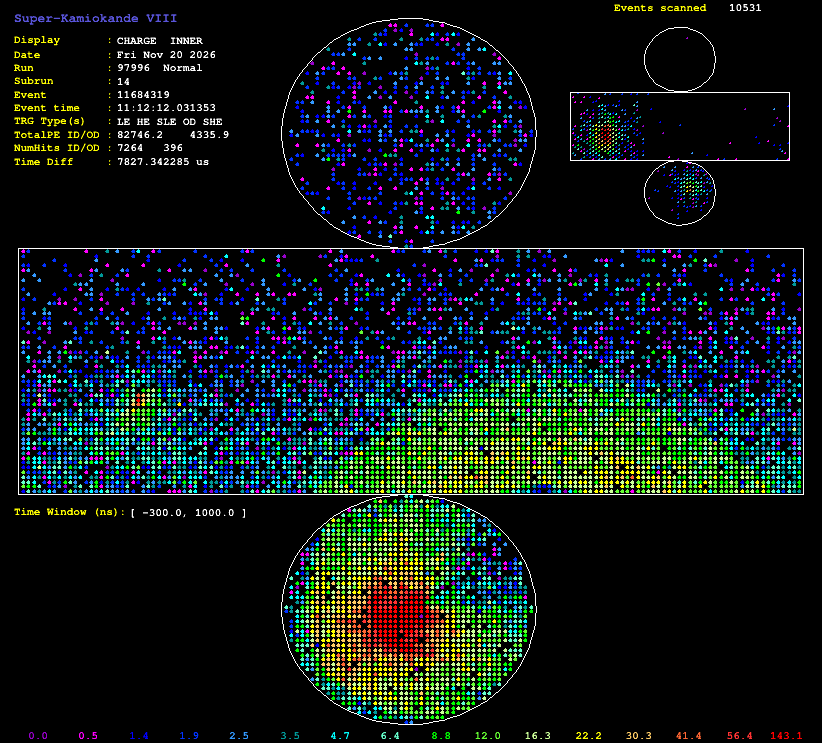 Super-Kamiokande VIII
Events scanned 10531
Display : CHARGE INNER
Date : Fri Nov 20 2026
Run : 97996 Normal
Subrun : 14
Event : 11684319
Event time : 11:12:12.031353
TRG Type(s) : LE HE SLE OD SHE
TotalPE ID/OD : 82746.2 4335.9
NumHits ID/OD : 7264 396
Time Diff : 7827.342285 us
Time Window (ns): [ -300.0, 1000.0 ]
0.0 0.5 1.4 1.9 2.5 3.5 4.7 6.4 8.8 12.0 16.3 22.2 30.3 41.4 56.4 143.1